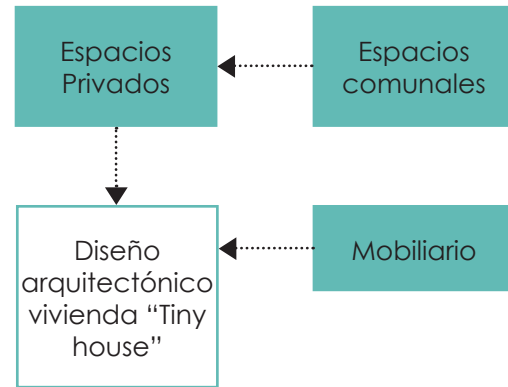 Espacios
Privados
Espacios
comunales
Diseño
arquitectónico
vivienda “Tiny
house”
Mobiliario